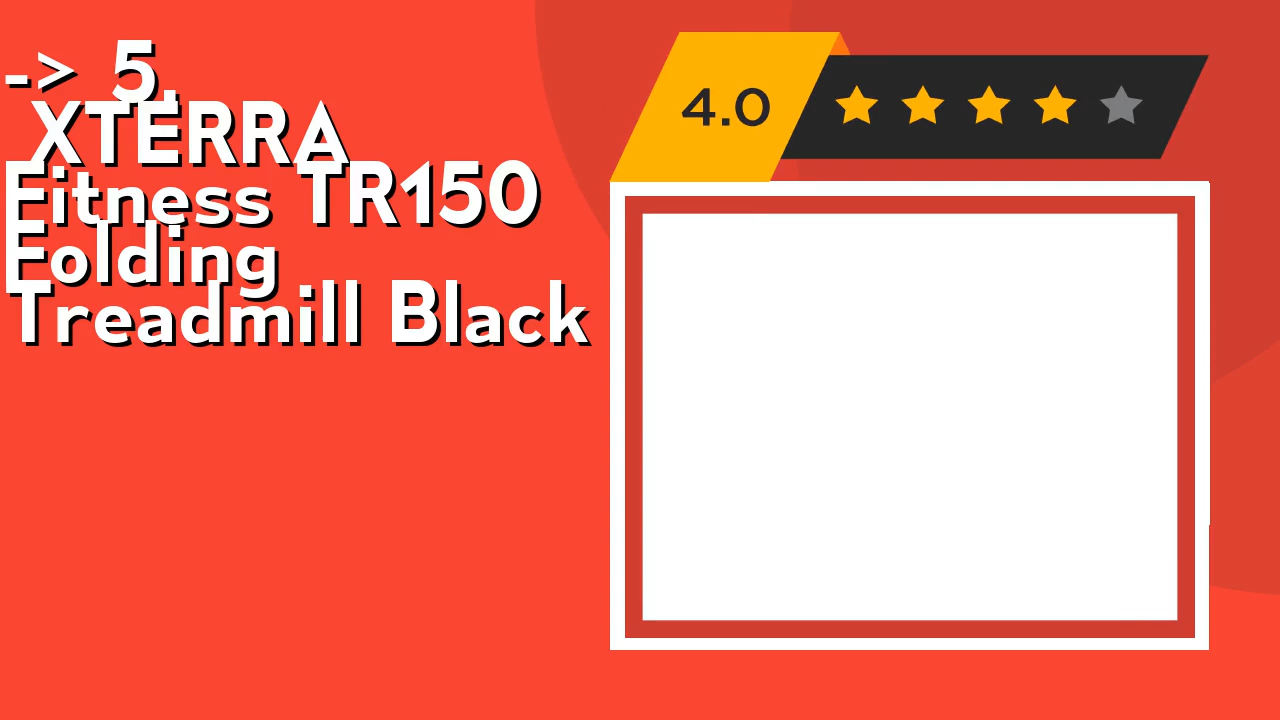 -> 5.
XTERRA
Fitness TR150
Folding
Treadmill Black
4.0